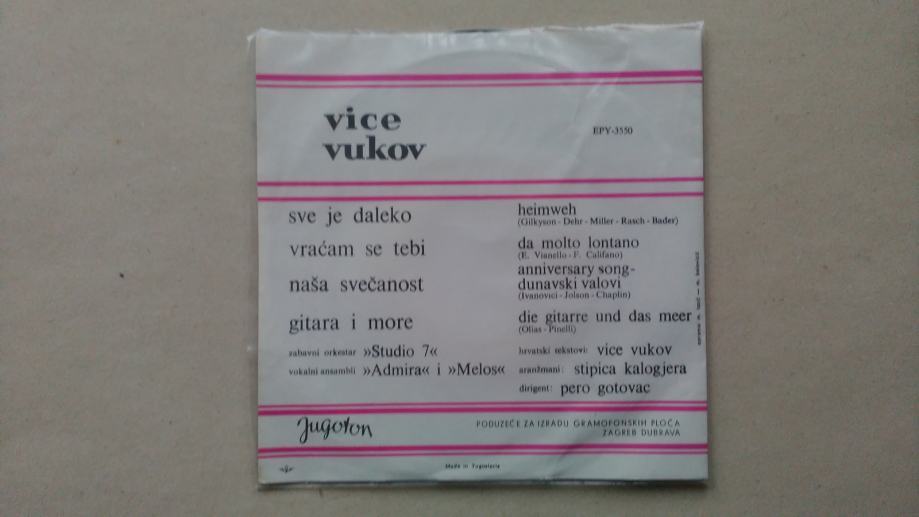 vice
vukov
EPY-3550
sve je daleko
heimweh
(Gilkyson - Dehr - Miller - Rasch - Bader)
vraćam se tebi
da molto lontano
(E. Vianello - F. Califano)
naša svečanost
anniversary song-
dunavski valovi
(Ivanovici - Jolson - Chaplin)
gitara i more
die gitarre und das meer
(Olias - Pinelli)
zabavni orkestar »Studio 7«
vokalni ansambli »Admira« i »Melos«
hrvatski tekstovi: vice vukov
aranžmani: stipica kalogjera
dirigent: pero gotovac
Jugoton
PODUZEĆE ZA IZRADU GRAMOFONSKIH PLOČA
ZAGREB DUBRAVA
Made in Yugoslavia